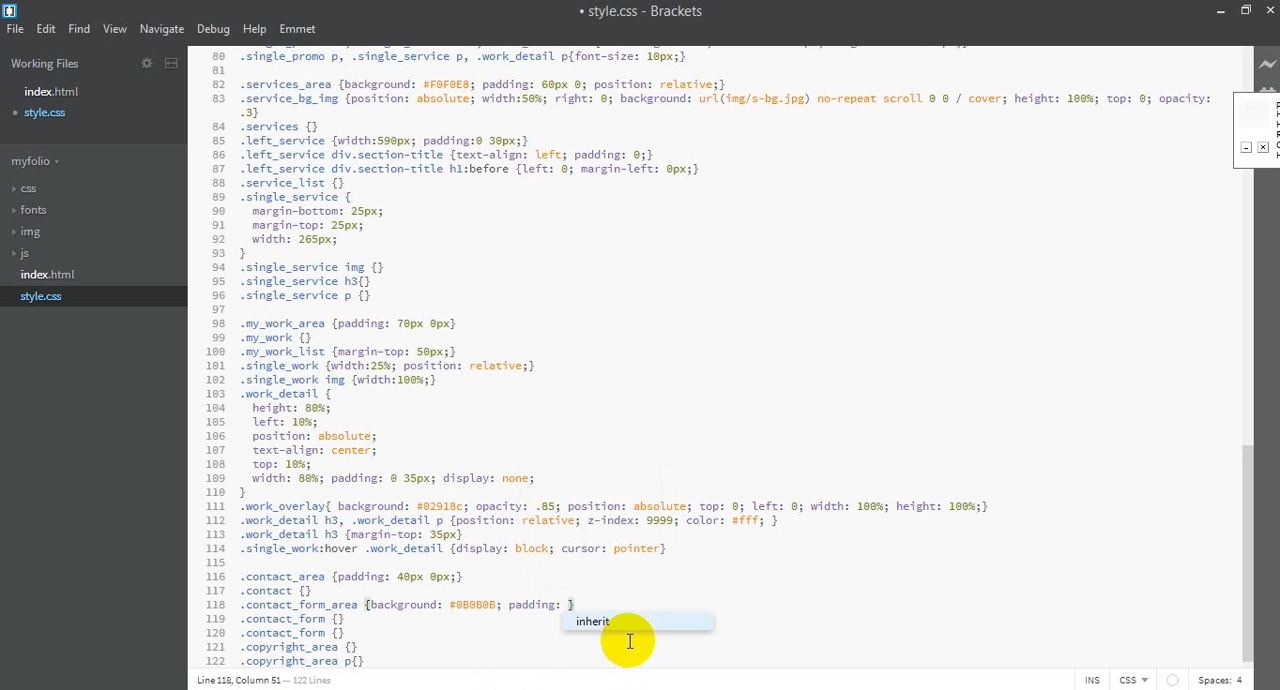 • style.css - Brackets
File Edit Find View Navigate Debug Help Emmet
Working Files
index.html
• style.css
myfolio
css
fonts
img
js
index.html
style.css
80 .single_promo p, .single_service p, .work_detail p{font-size: 10px;}
81
82 .services_area {background: #F0F0E8; padding: 60px 0; position: relative;}
83 .service_bg_img {position: absolute; width:50%; right: 0; background: url(img/s-bg.jpg) no-repeat scroll 0 0 / cover; height: 100%; top: 0; opacity:
.3}
84 .services {}
85 .left_service {width:590px; padding:0 30px;}
86 .left_service div.section-title {text-align: left; padding: 0;}
87 .left_service div.section-title h1:before {left: 0; margin-left: 0px;}
88 .service_list {}
89 .single_service {
90 margin-bottom: 25px;
91 margin-top: 25px;
92 width: 265px;
93 }
94 .single_service img {}
95 .single_service h3{}
96 .single_service p {}
97
98 .my_work_area {padding: 70px 0px}
99 .my_work {}
100 .my_work_list {margin-top: 50px;}
101 .single_work {width:25%; position: relative;}
102 .single_work img {width:100%;}
103 .work_detail {
104 height: 80%;
105 left: 10%;
106 position: absolute;
107 text-align: center;
108 top: 10%;
109 width: 80%; padding: 0 35px; display: none;
110 }
111 .work_overlay{ background: #02918c; opacity: .85; position: absolute; top: 0; left: 0; width: 100%; height: 100%;}
112 .work_detail h3, .work_detail p {position: relative; z-index: 9999; color: #fff; }
113 .work_detail h3 {margin-top: 35px}
114 .single_work:hover .work_detail {display: block; cursor: pointer}
115
116 .contact_area {padding: 40px 0px;}
117 .contact {}
118 .contact_form_area {background: #0B0B0B; padding: }
inherit
119 .contact_form {}
120 .contact_form {}
121 .copyright_area {}
122 .copyright_area p{}
Line 118, Column 51 — 122 Lines
INS CSS Spaces: 4